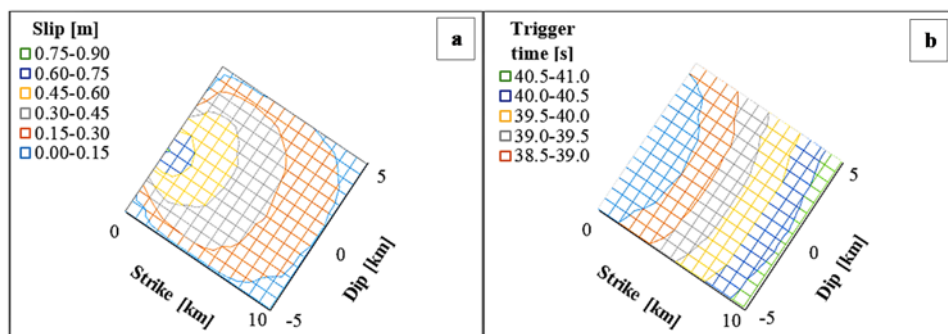 Slip [m]
0.75-0.90
0.60-0.75
0.45-0.60
0.30-0.45
0.15-0.30
0.00-0.15
a
0
Strike [km]
10
-5
0
5
Dip [km]
Trigger
time [s]
40.5-41.0
40.0-40.5
39.5-40.0
39.0-39.5
38.5-39.0
b
0
Strike [km]
10
-5
0
5
Dip [km]